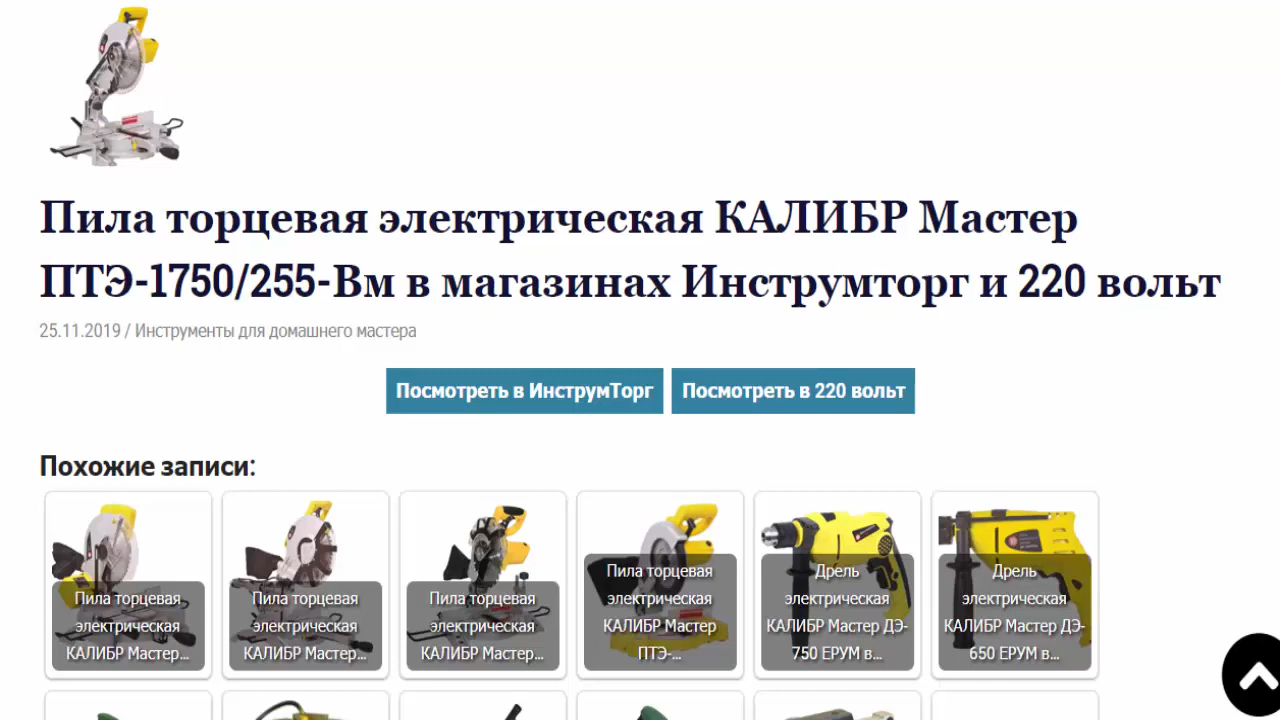 Пила торцевая электрическая КАЛИБР Мастер
ПТЭ-1750/255-Вм в магазинах Инструмторг и 220 вольт
25.11.2019 / Инструменты для домашнего мастера
Посмотреть в ИнструмТорг
Посмотреть в 220 вольт
Похожие записи:
Пила торцевая
электрическая
КАЛИБР Мастер...
Пила торцевая
электрическая
КАЛИБР Мастер...
Пила торцевая
электрическая
КАЛИБР Мастер...
Пила торцевая
электрическая
КАЛИБР Мастер
ПТЭ-...
Дрель
электрическая
КАЛИБР Мастер ДЭ-
750 ЕРУМ в...
Дрель
электрическая
КАЛИБР Мастер ДЭ-
650 ЕРУМ в...